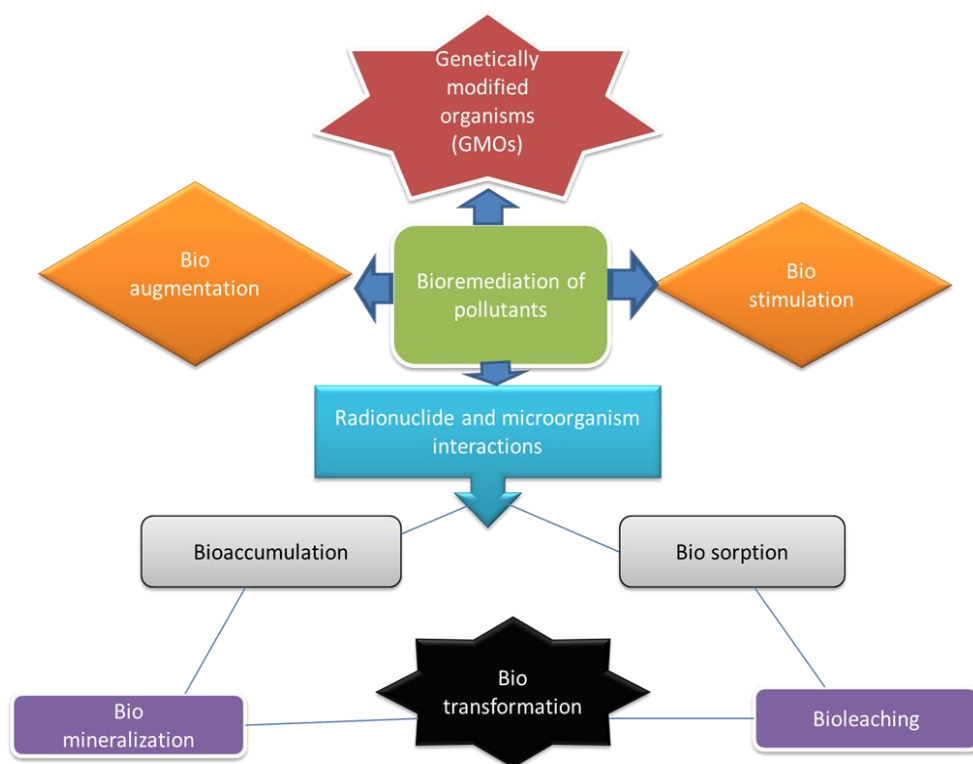 Genetically
modified
organisms
(GMOs)
Bio
augmentation
Bioremediation of
pollutants
Bio
stimulation
Radionuclide and microorganism
interactions
Bioaccumulation
Bio sorption
Bio
mineralization
Bio
transformation
Bioleaching